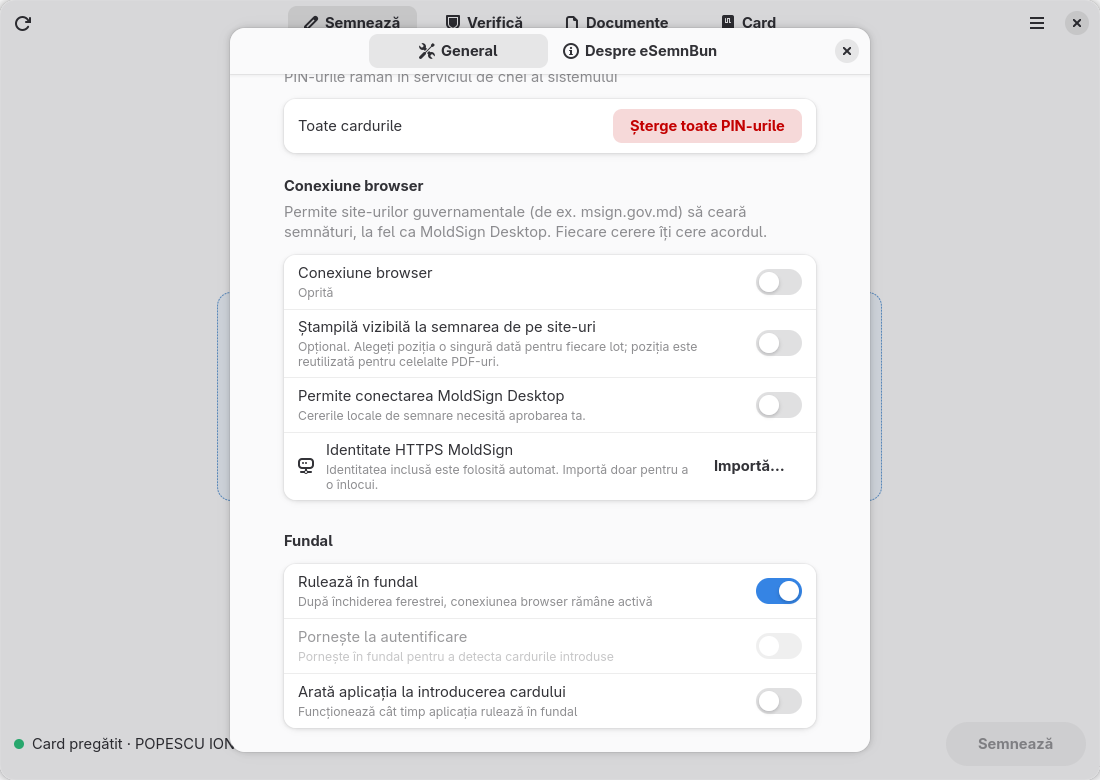 Semnează
Verifică
Documente
Card
General
Despre eSemnBun
PIN-urile rămân în serviciul de chei al sistemului
Toate cardurile
Șterge toate PIN-urile
Conexiune browser
Permite site-urilor guvernamentale (de ex. msign.gov.md) să ceară
semnături, la fel ca MoldSign Desktop. Fiecare cerere îți cere acordul.
Conexiune browser
Oprită
Ștampilă vizibilă la semnarea de pe site-uri
Opțional. Alegeți poziția o singură dată pentru fiecare lot; poziția este
reutilizată pentru celelalte PDF-uri.
Permite conectarea MoldSign Desktop
Cererile locale de semnare necesită aprobarea ta.
Identitate HTTPS MoldSign
Identitatea inclusă este folosită automat. Importă doar pentru a
o înlocui.
Importă...
Fundal
Rulează în fundal
După închiderea ferestrei, conexiunea browser rămâne activă
Pornește la autentificare
Pornește în fundal pentru a detecta cardurile introduse
Arată aplicația la introducerea cardului
Funcționează cât timp aplicația rulează în fundal
Card pregătit · POPESCU ION
Semnează